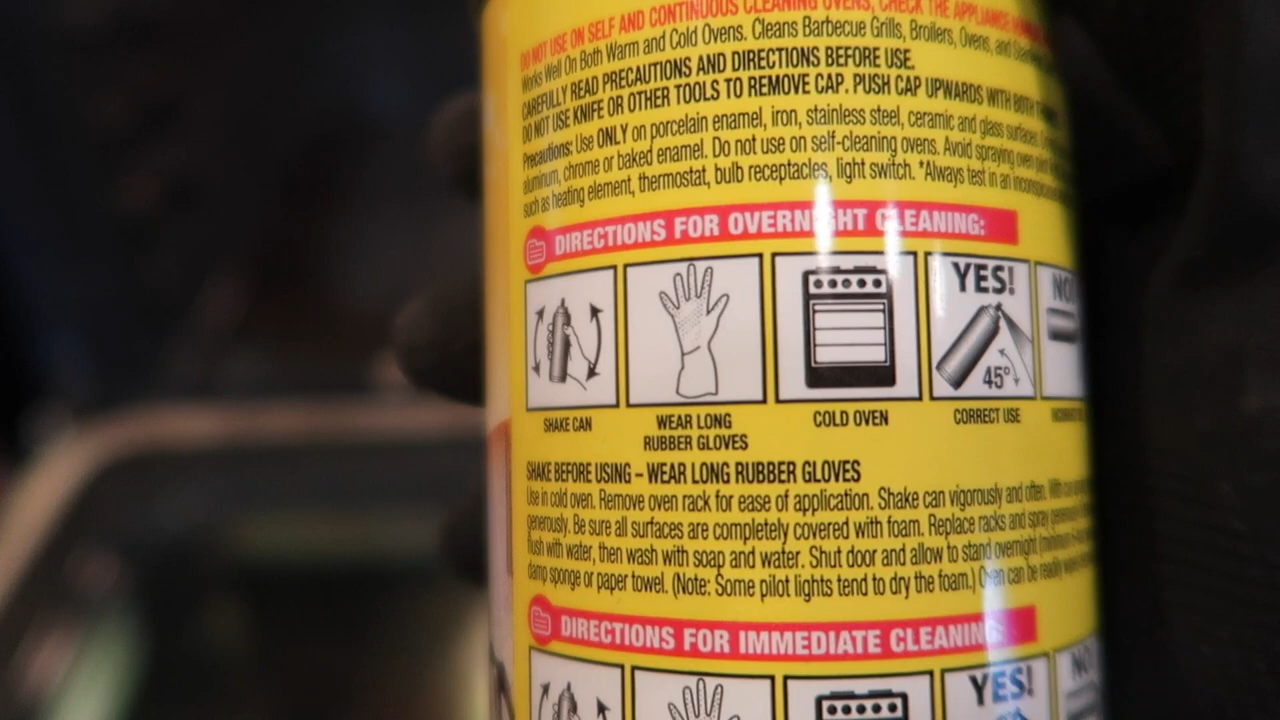 DO NOT USE ON SELF AND CONTINUOUS CLEANING OVENS, CHECK THE APPLIANCE
Works Well On Both Warm and Cold Ovens. Cleans Barbecue Grills, Broilers, Ovens, and
CAREFULLY READ PRECAUTIONS AND DIRECTIONS BEFORE USE.
DO NOT USE KNIFE OR OTHER TOOLS TO REMOVE CAP. PUSH CAP UPWARDS WITH BOTH
Precautions: Use ONLY on porcelain enamel, iron, stainless steel, ceramic and glass surfaces.
aluminum, chrome or baked enamel. Do not use on self-cleaning ovens. Avoid spraying oven pilot
such as heating element, thermostat, bulb receptacles, light switch. *Always test in an
DIRECTIONS FOR OVERNIGHT CLEANING:
YES!
NO!
45°
SHAKE CAN
WEAR LONG
RUBBER GLOVES
COLD OVEN
CORRECT USE
SHAKE BEFORE USING – WEAR LONG RUBBER GLOVES
Use in cold oven. Remove oven rack for ease of application. Shake can vigorously and often. With
generously. Be sure all surfaces are completely covered with foam. Replace racks and spray
flush with water, then wash with soap and water. Shut door and allow to stand overnight
damp sponge or paper towel. (Note: Some pilot lights tend to dry the foam.) Oven can be readily
DIRECTIONS FOR IMMEDIATE CLEANING
YES!
NO!